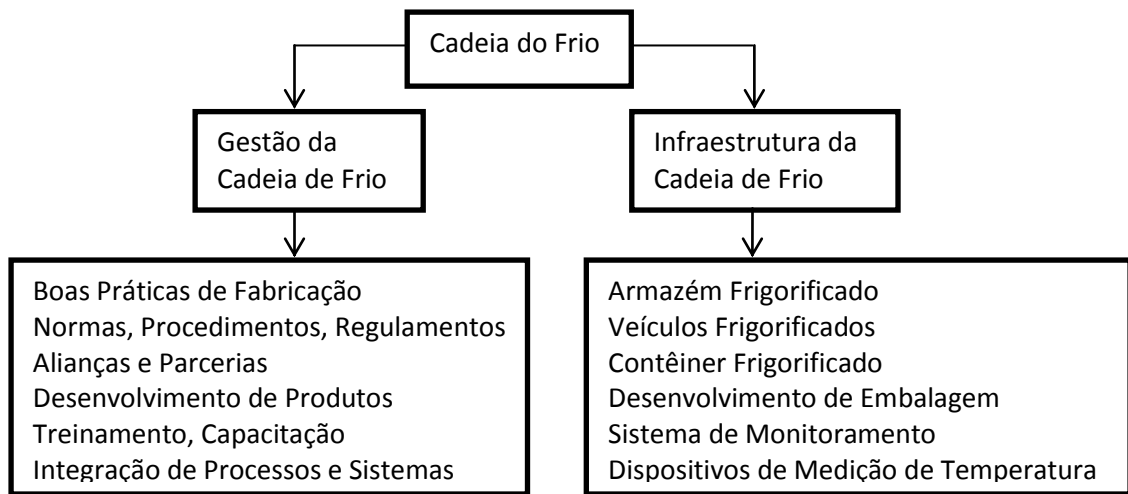 Cadeia do Frio
Gestão da
Cadeia de Frio
Infraestrutura da
Cadeia de Frio
Boas Práticas de Fabricação
Normas, Procedimentos, Regulamentos
Alianças e Parcerias
Desenvolvimento de Produtos
Treinamento, Capacitação
Integração de Processos e Sistemas
Armazém Frigorificado
Veículos Frigorificados
Contêiner Frigorificado
Desenvolvimento de Embalagem
Sistema de Monitoramento
Dispositivos de Medição de Temperatura